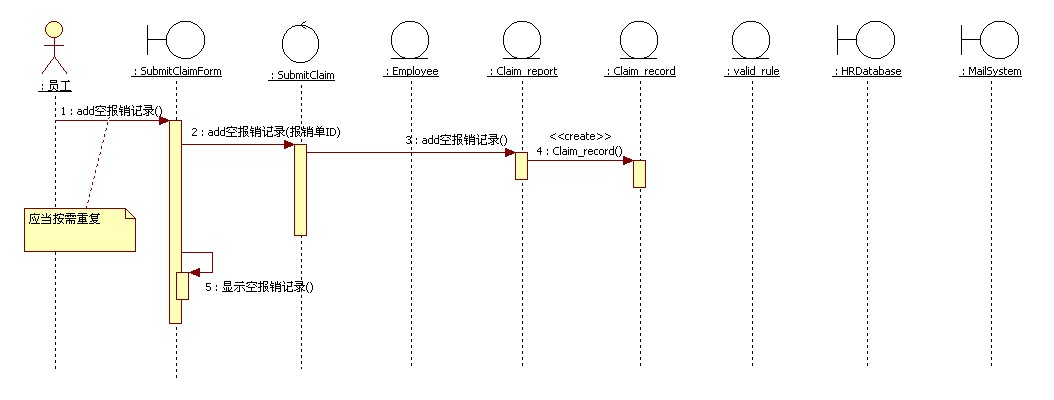 : 员工
: SubmitClaimForm
: SubmitClaim
: Employee
: Claim_report
: Claim_record
: valid_rule
: HRDatabase
: MailSystem
1 : add空报销记录()
2 : add空报销记录(报销单ID)
3 : add空报销记录()
<<create>>
4 : Claim_record()
应当按需重复
5 : 显示空报销记录()